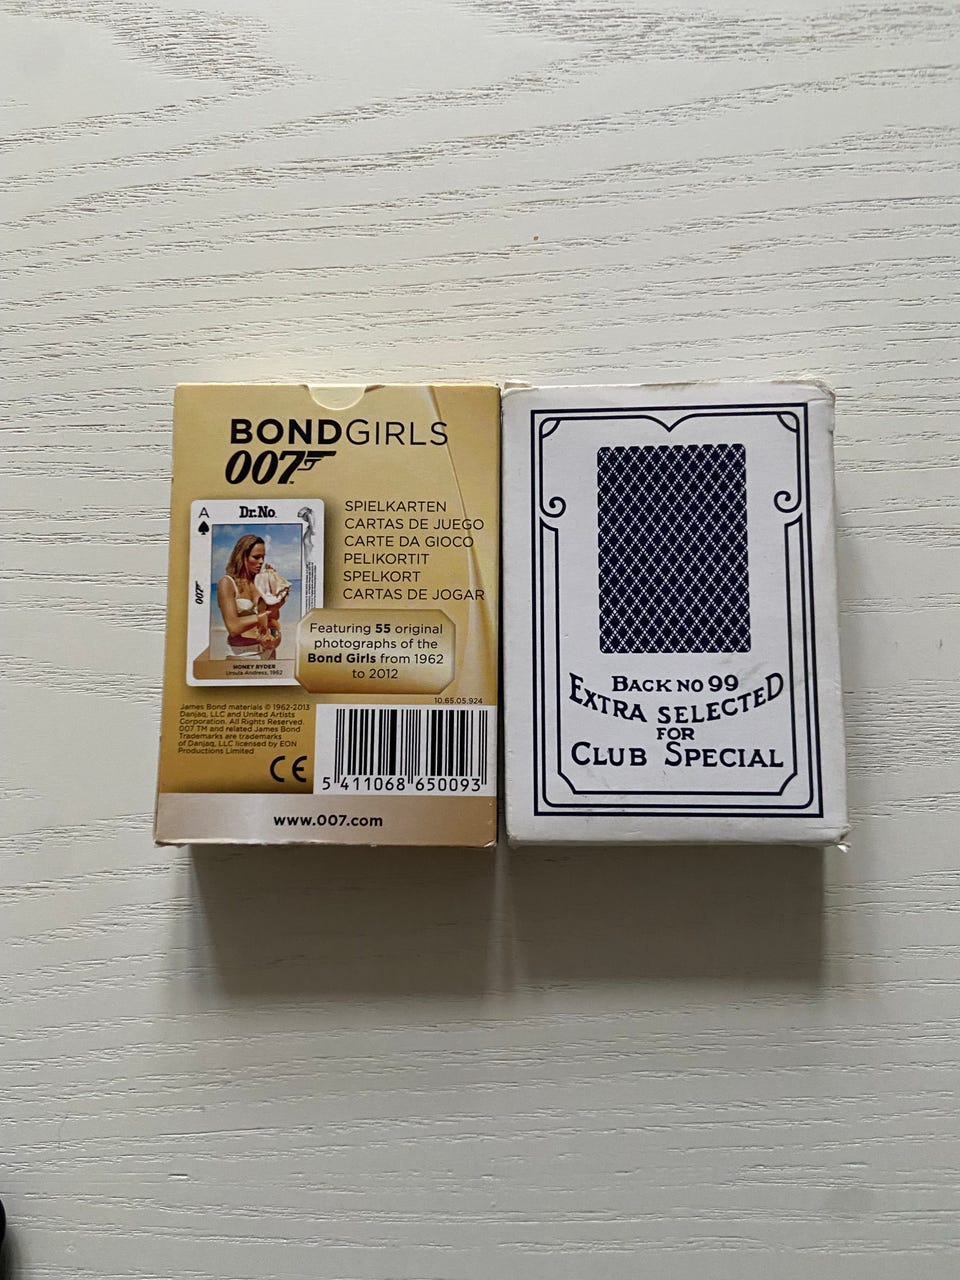 BONDGIRLS
007
SPIELKARTEN
CARTAS DE JUEGO
CARTE DA GIOCO
PELIKORTIT
SPELKORT
CARTAS DE JOGAR
A
Dr.No.
007
HONEY RYDER
Ursula Andress, 1962
Featuring 55 original
photographs of the
Bond Girls from 1962
to 2012
10.65.05.924
James Bond materials © 1962-2013
Danjaq, LLC and United Artists
Corporation. All Rights Reserved.
007 TM and related James Bond
Trademarks are trademarks
of Danjaq, LLC licensed by EON
Productions Limited
CE
5 411068 650093
www.007.com
BACK NO 99
EXTRA SELECTED
FOR
CLUB SPECIAL